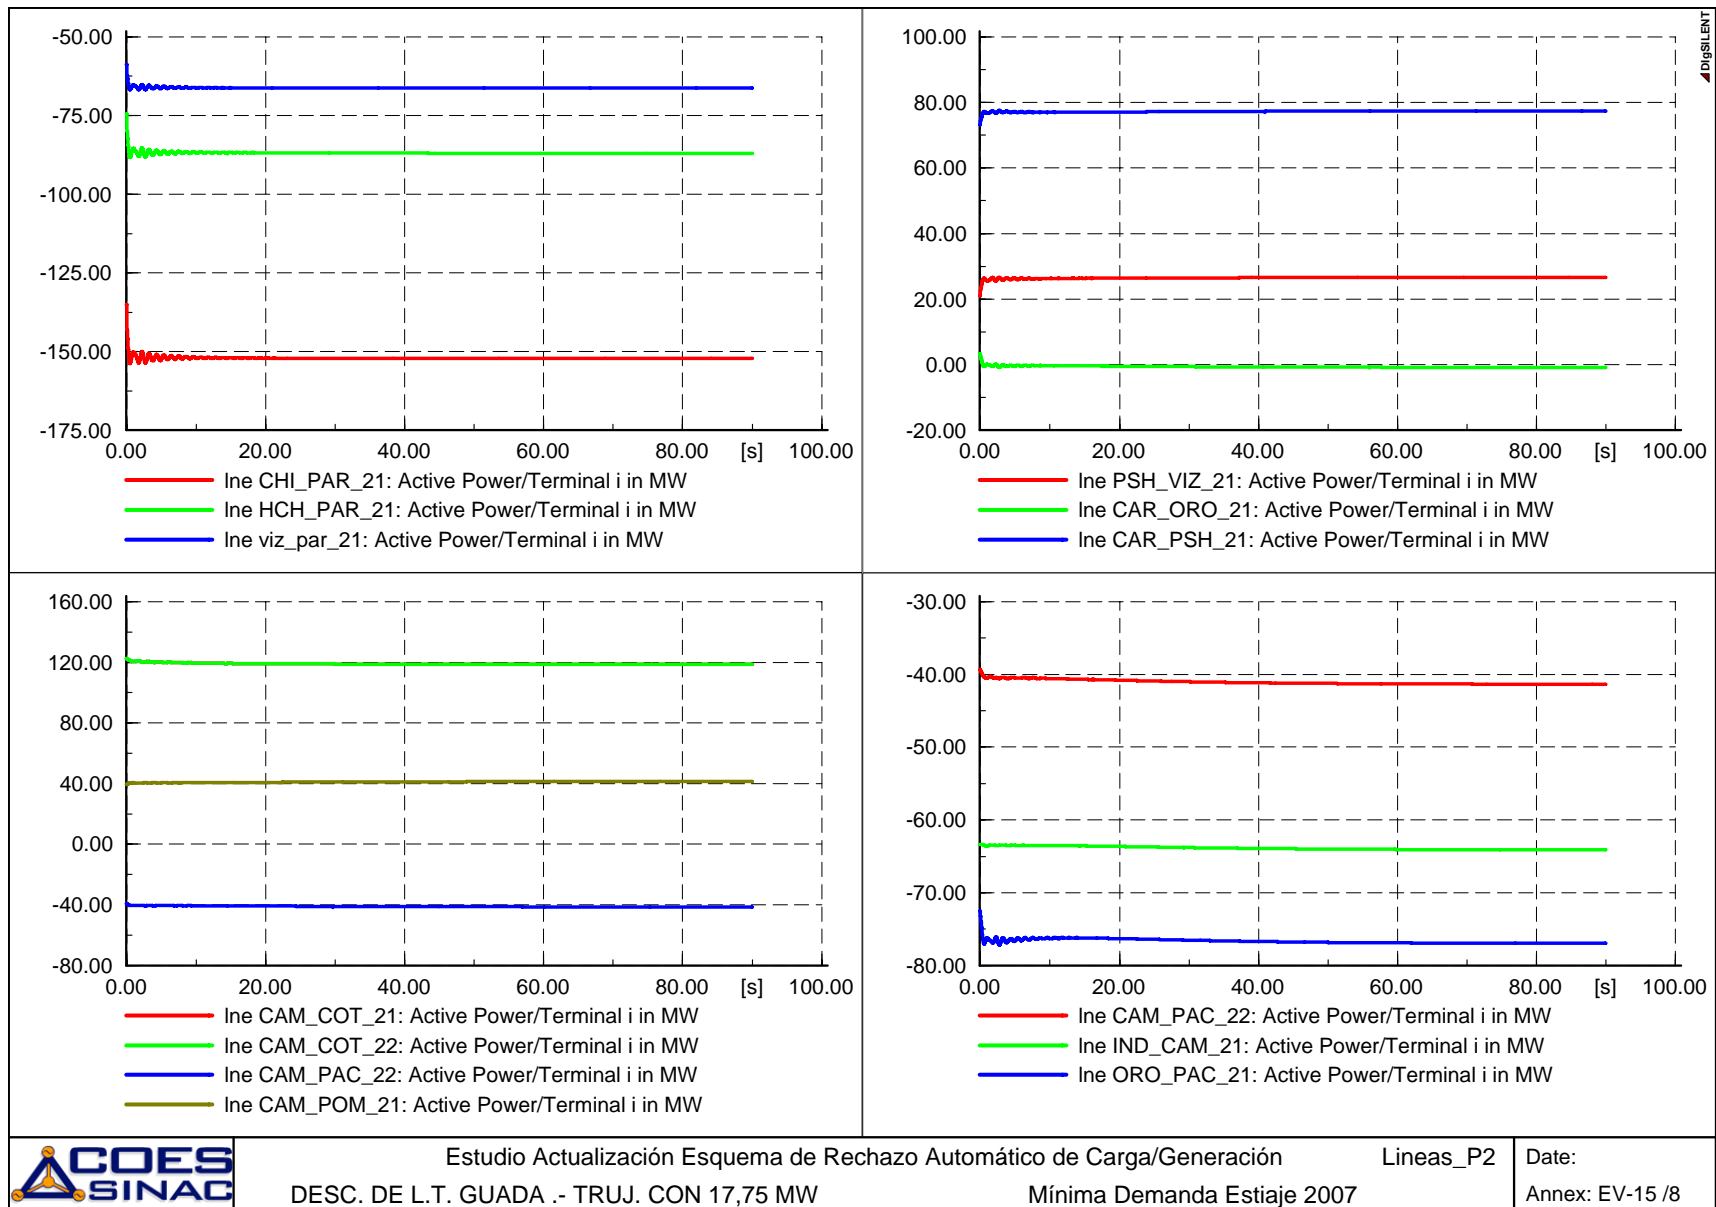 DIgSILENT
-50.00
-75.00
-100.00
-125.00
-150.00
-175.00
0.00 20.00 40.00 60.00 80.00 [s] 100.00
lne CHI_PAR_21: Active Power/Terminal i in MW
lne HCH_PAR_21: Active Power/Terminal i in MW
lne viz_par_21: Active Power/Terminal i in MW
100.00
80.00
60.00
40.00
20.00
0.00
-20.00
0.00 20.00 40.00 60.00 80.00 [s] 100.00
lne PSH_VIZ_21: Active Power/Terminal i in MW
lne CAR_ORO_21: Active Power/Terminal i in MW
lne CAR_PSH_21: Active Power/Terminal i in MW
160.00
120.00
80.00
40.00
0.00
-40.00
-80.00
0.00 20.00 40.00 60.00 80.00 [s] 100.00
lne CAM_COT_21: Active Power/Terminal i in MW
lne CAM_COT_22: Active Power/Terminal i in MW
lne CAM_PAC_22: Active Power/Terminal i in MW
lne CAM_POM_21: Active Power/Terminal i in MW
-30.00
-40.00
-50.00
-60.00
-70.00
-80.00
0.00 20.00 40.00 60.00 80.00 [s] 100.00
lne CAM_PAC_22: Active Power/Terminal i in MW
lne IND_CAM_21: Active Power/Terminal i in MW
lne ORO_PAC_21: Active Power/Terminal i in MW
COES
SINAC
Estudio Actualización Esquema de Rechazo Automático de Carga/Generación Lineas_P2
DESC. DE L.T. GUADA .- TRUJ. CON 17,75 MW Mínima Demanda Estiaje 2007
Date:
Annex: EV-15 /8